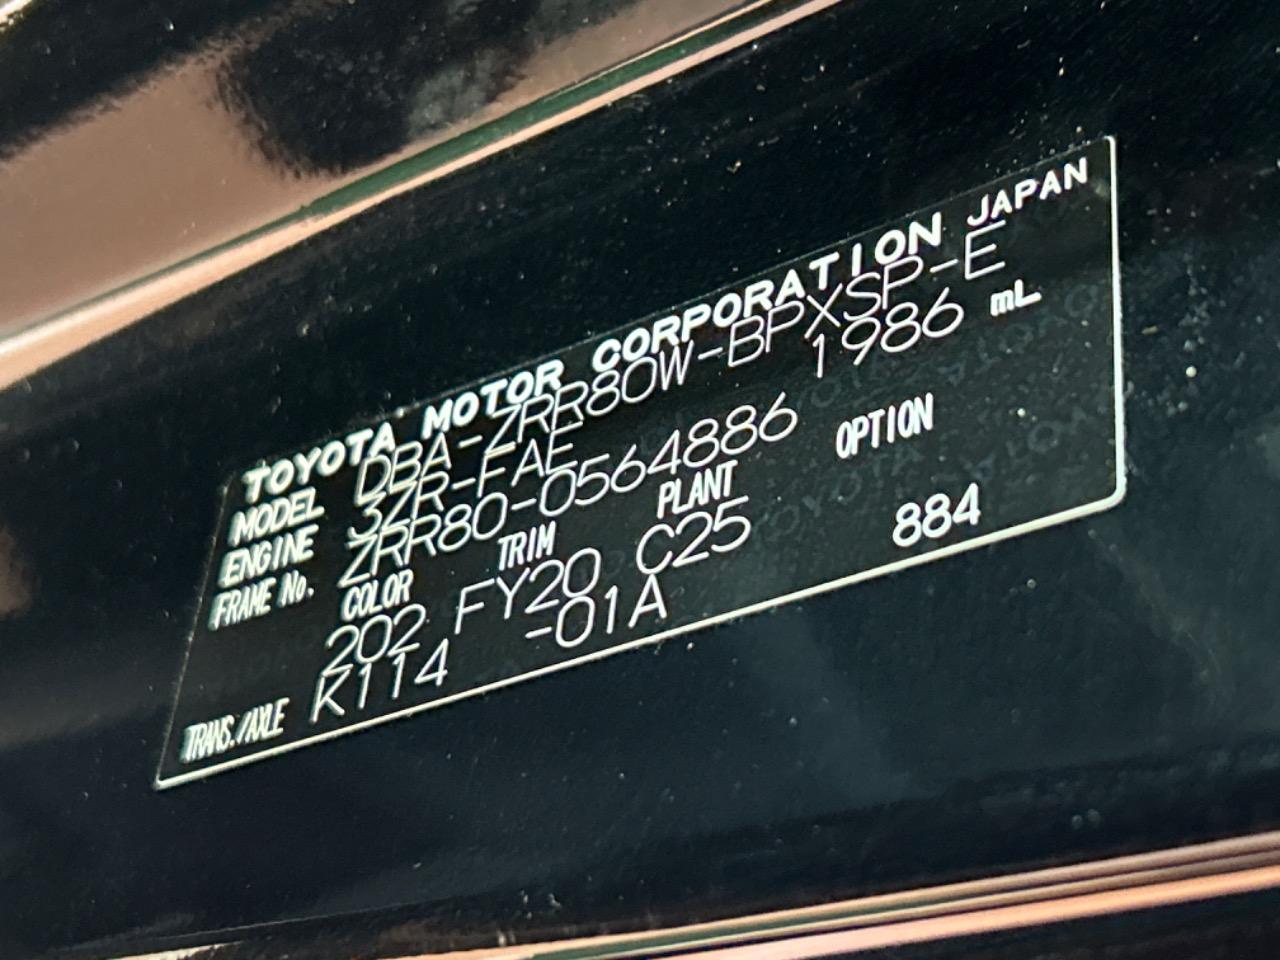 TOYOTA MOTOR CORPORATION JAPAN
MODEL DBA-ZRR80W-BPXSP-E
ENGINE 3ZR-FAE 1986 mL
FRAME No. ZRR80-0564886
COLOR TRIM PLANT OPTION
202 FY20 C25 884
TRANS./AXLE K114 -01A